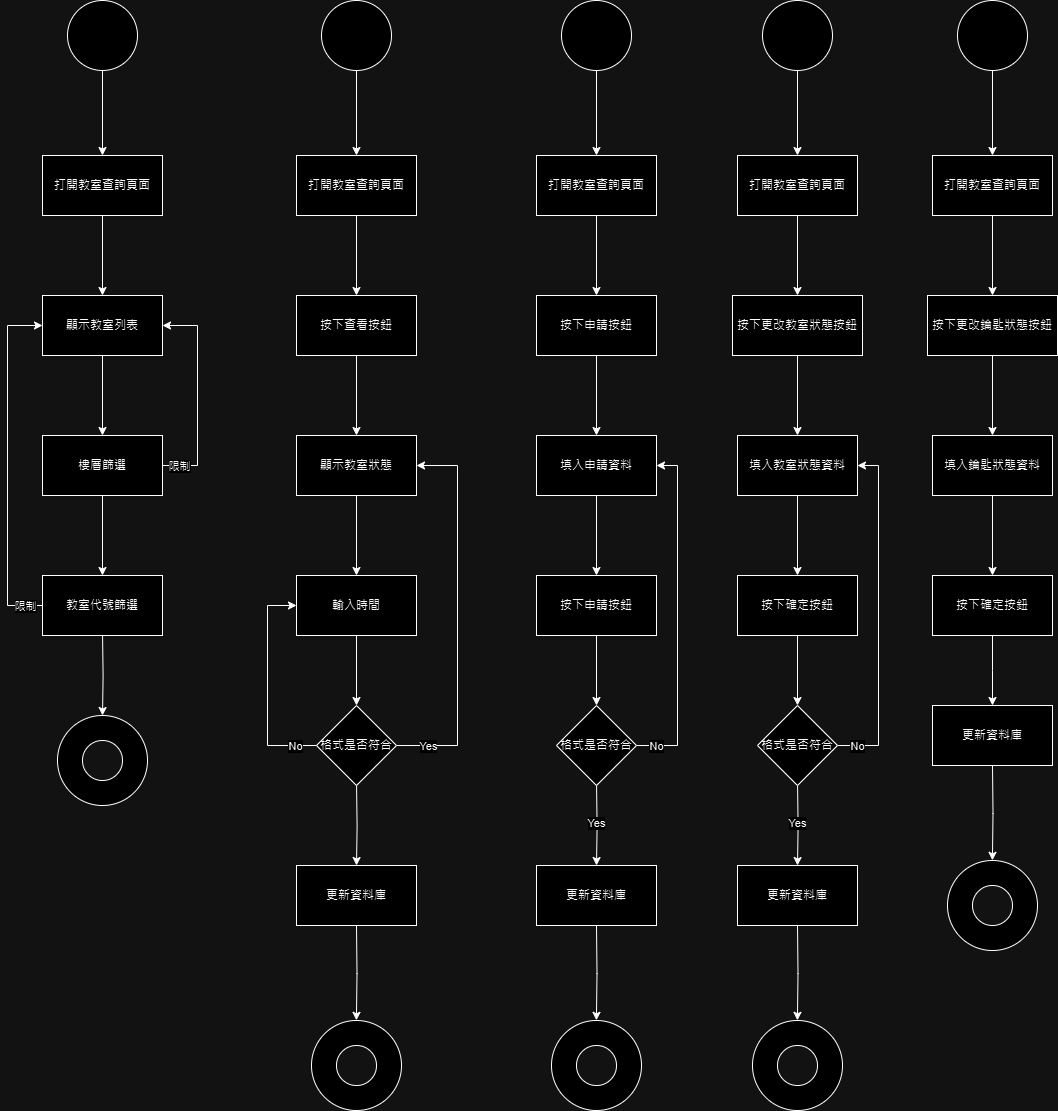 打開教室查詢頁面
顯示教室列表
樓層篩選
限制
教室代號篩選
限制
打開教室查詢頁面
按下查看按鈕
顯示教室狀態
輸入時間
格式是否符合
No
Yes
更新資料庫
打開教室查詢頁面
按下申請按鈕
填入申請資料
按下申請按鈕
格式是否符合
No
Yes
更新資料庫
打開教室查詢頁面
按下更改教室狀態按鈕
填入教室狀態資料
按下確定按鈕
格式是否符合
No
Yes
更新資料庫
打開教室查詢頁面
按下更改鑰匙狀態按鈕
填入鑰匙狀態資料
按下確定按鈕
更新資料庫